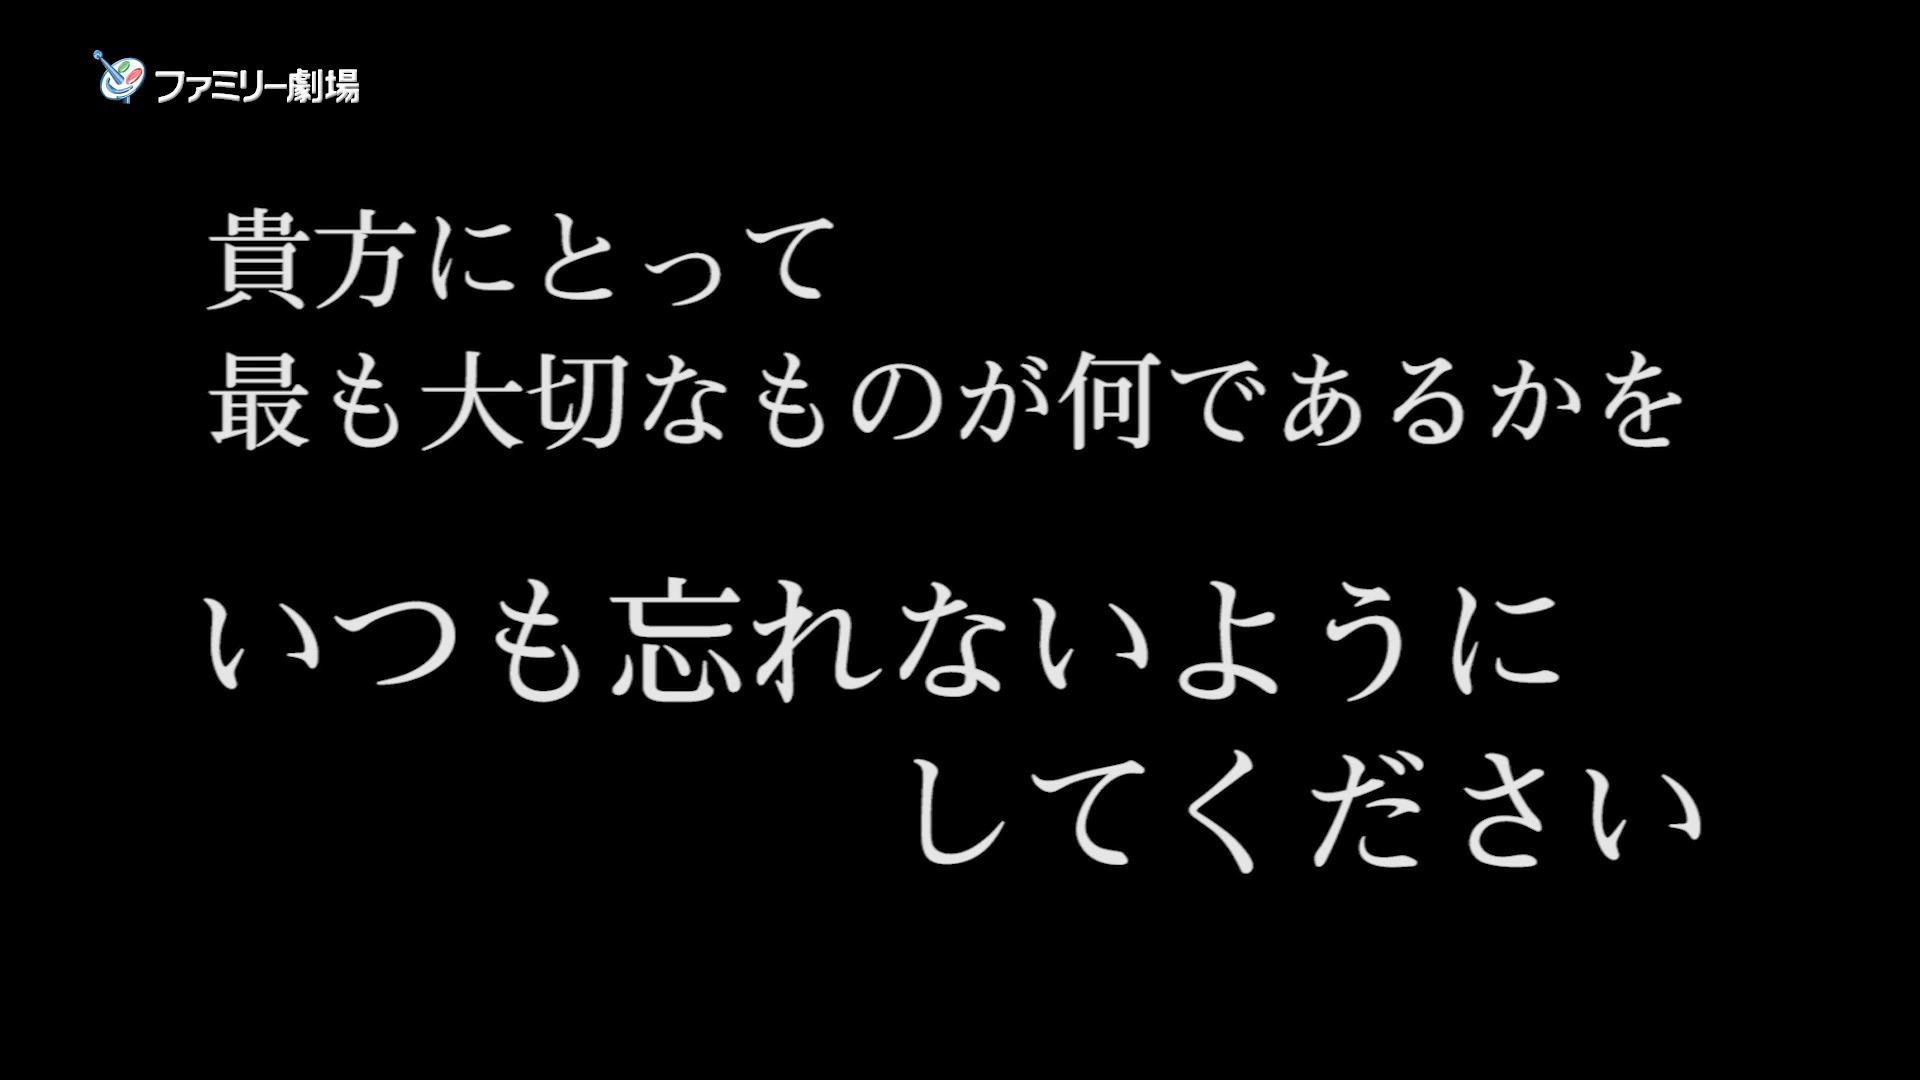 ファミリー劇場
貴方にとって
最も大切なものが何であるかを
いつも忘れないように
してください